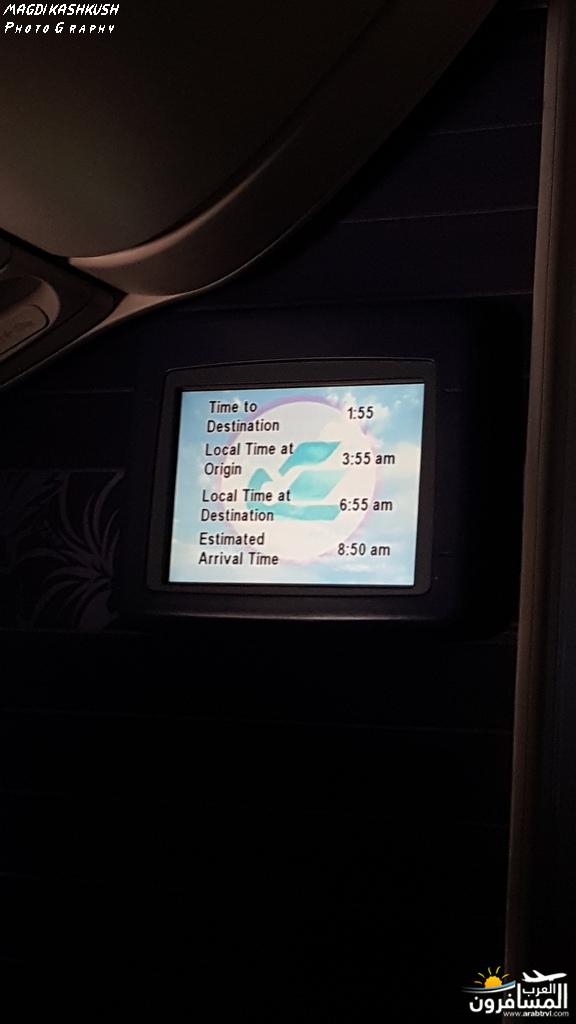 MAGDI KASHKUSH
PHOTOGRAPHY
Time to
Destination
1:55
Local Time at
Origin
3:55 am
Local Time at
Destination
6:55 am
Estimated
Arrival Time
8:50 am
العرب
المسافرون
www.arabtrvl.com